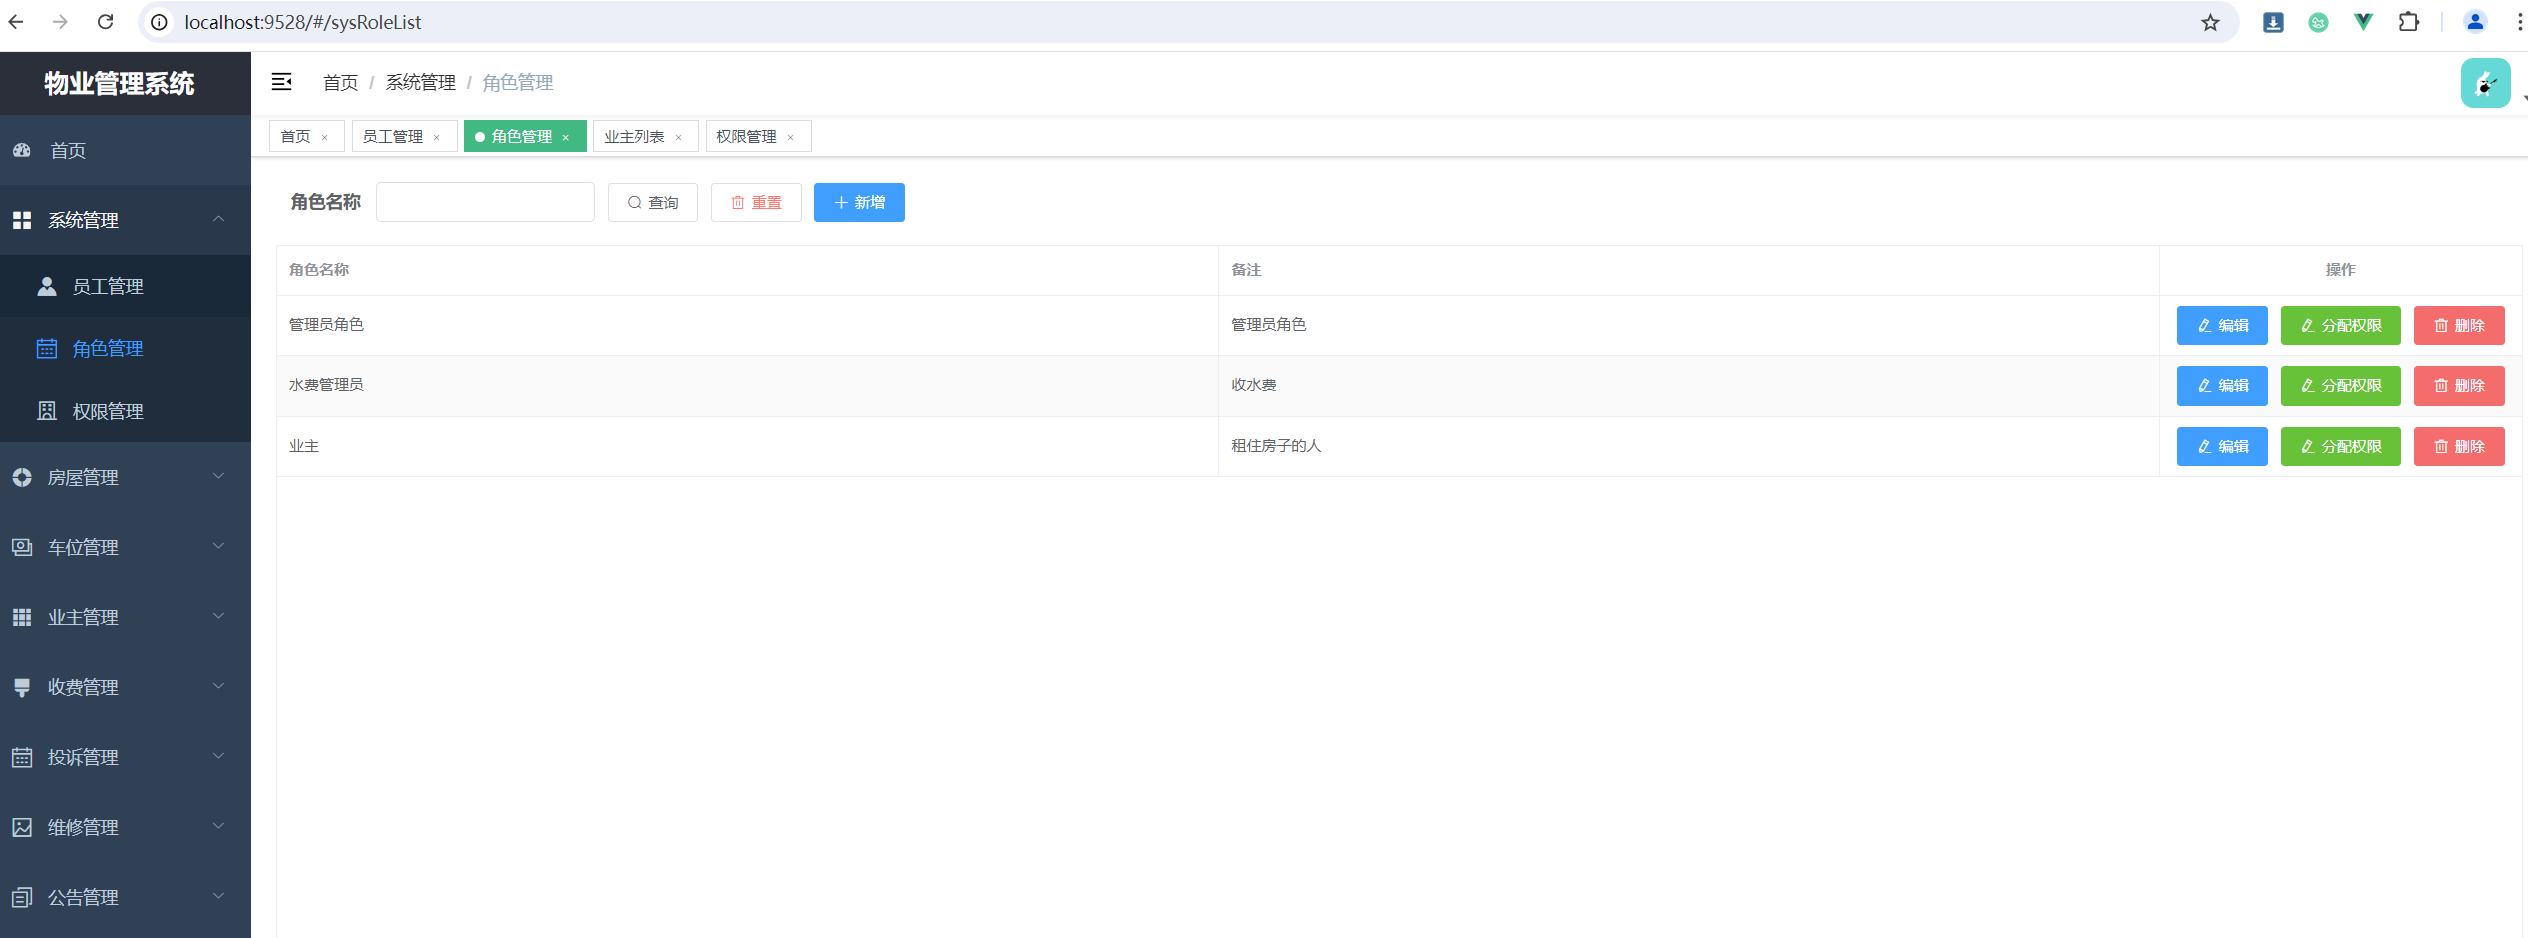 localhost:9528/#/sysRoleList
物业管理系统
首页 / 系统管理 / 角色管理
首页 × 员工管理 × 角色管理 × 业主列表 × 权限管理 ×
首页
系统管理
员工管理
角色管理
权限管理
房屋管理
车位管理
业主管理
收费管理
投诉管理
维修管理
公告管理
角色名称 查询 重置 新增
角色名称 备注 操作
管理员角色 管理员角色 编辑 分配权限 删除
水费管理员 收水费 编辑 分配权限 删除
业主 租住房子的人 编辑 分配权限 删除